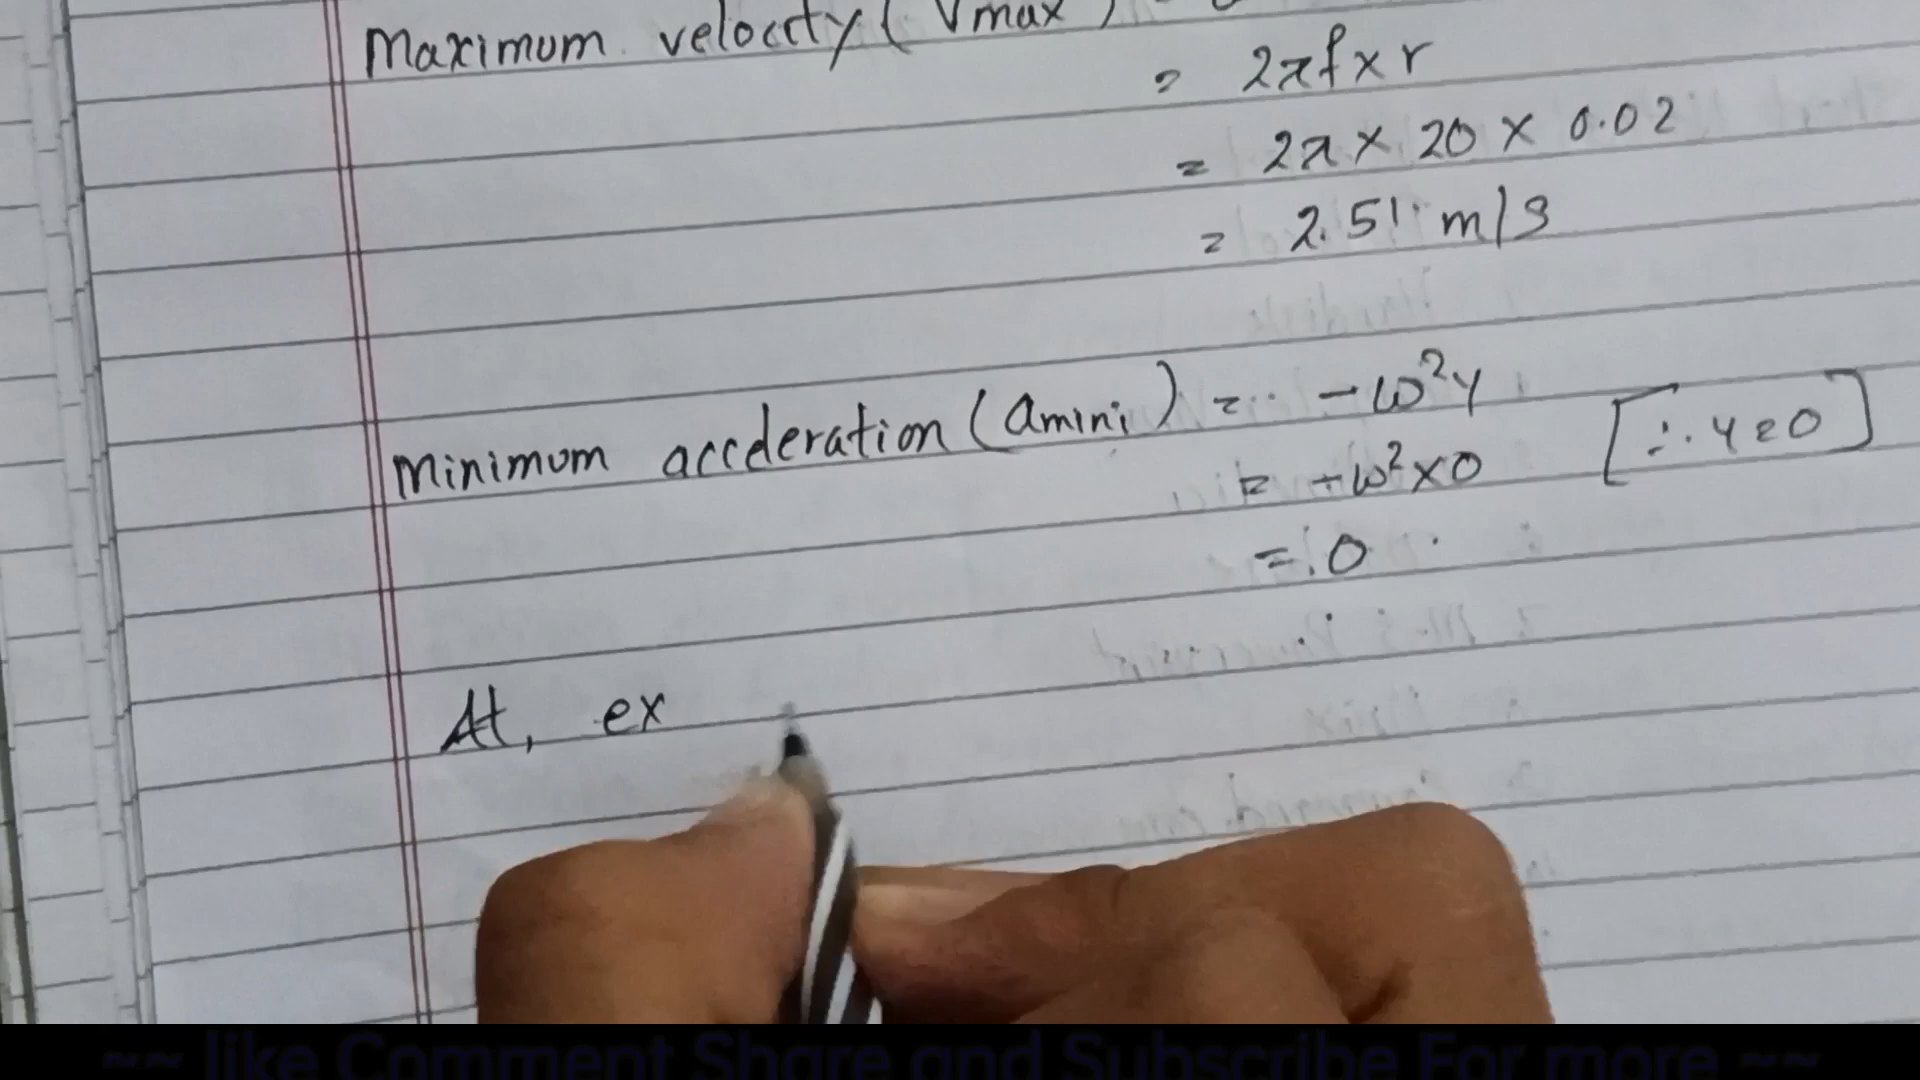 Maximum velocity (Vmax) =
= 2πf x r
= 2π x 20 x 0.02
= 2.51 m/s
Minimum acceleration (amini) = -ω²y [∴ y=0]
= -ω² x 0
= 0
At, ex
~~ like Comment Share and Subscribe For more ~~